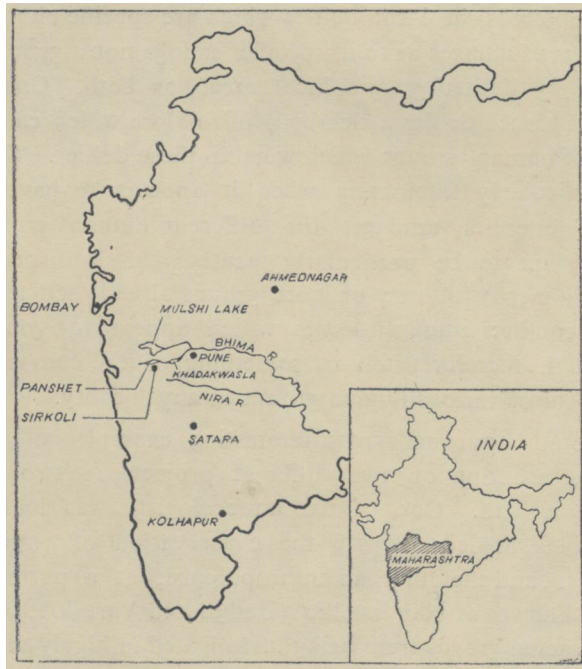 AHMEDNAGAR
BOMBAY
MULSHI LAKE
BHIMA R
PUNE
PANSHET
KHADAKWASLA
NIRA R
SIRKOLI
SATARA
INDIA
KOLHAPUR
MAHARASHTRA